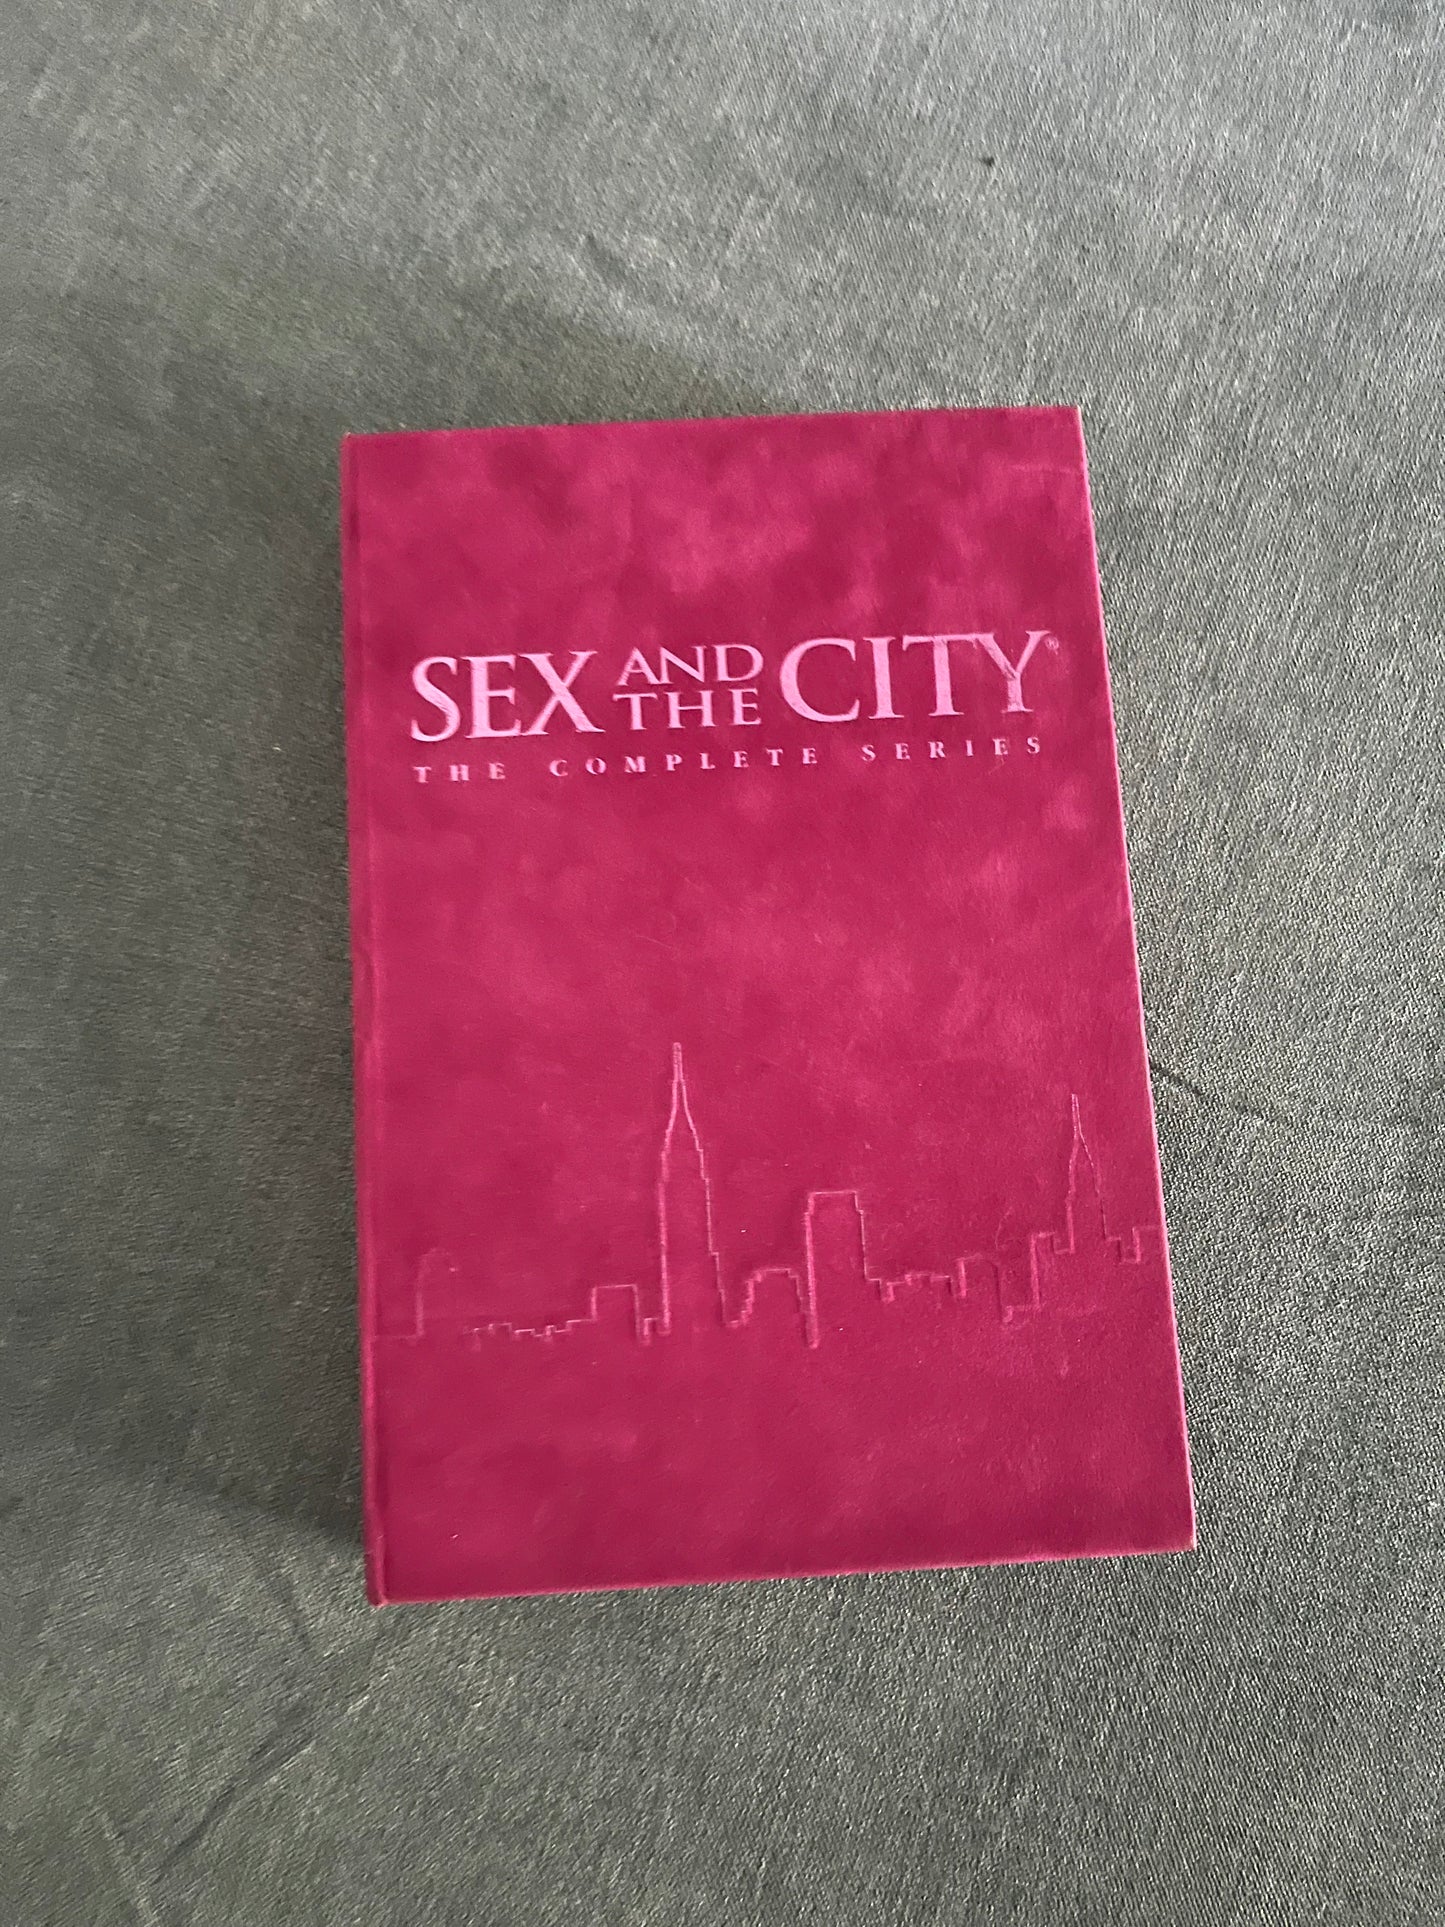 SEX AND THE CITY®
THE COMPLETE SERIES